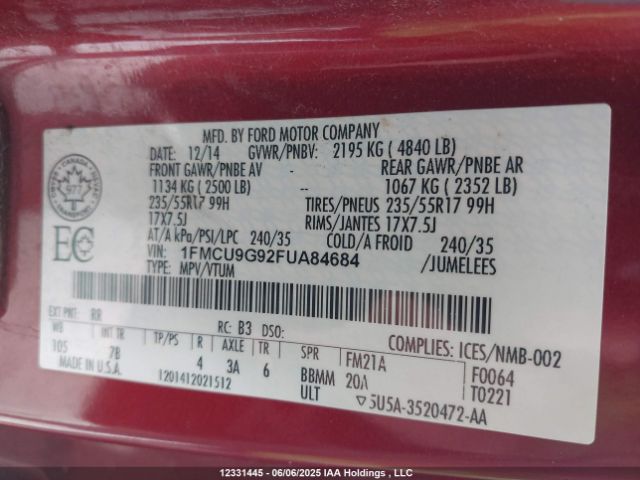 MFD. BY FORD MOTOR COMPANY
DATE: 12/14 GVWR/PNBV: 2195 KG ( 4840 LB)
FRONT GAWR/PNBE AV - REAR GAWR/PNBE AR
1134 KG ( 2500 LB) -- 1067 KG ( 2352 LB)
235/55R17 99H TIRES/PNEUS 235/55R17 99H
17X7.5J RIMS/JANTES 17X7.5J
AT/A kPa/PSI/LPC 240/35 COLD/A FROID 240/35
VIN: 1FMCU9G92FUA84684 /JUMELEES
TYPE: MPV/VTUM
CANADA
977
TRANSPORT
EC
EXT PNT: RR RC: B3 DSO:
WB INT TR TP/PS R AXLE TR SPR
105 7B 4 3A 6 BBMM
MADE IN U.S.A. 1201412021512 ULT
COMPLIES: ICES/NMB-002
FM21A F0064
20A T0221
▽5U5A-3520472-AA
12331445 - 06/06/2025 IAA Holdings , LLC